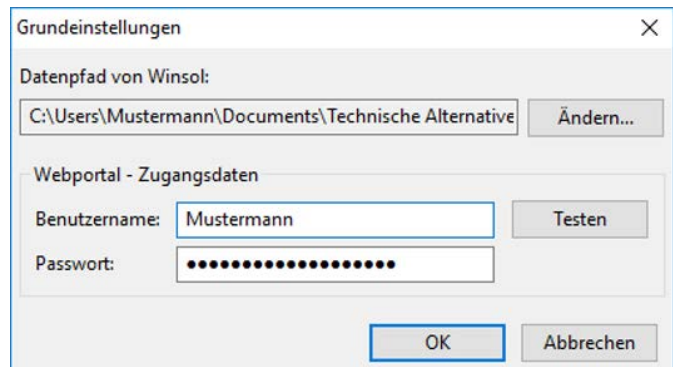 Grundeinstellungen
Datenpfad von Winsol:
C:\Users\Mustermann\Documents\Technische Alternative Ändern...
Webportal - Zugangsdaten
Benutzername: Mustermann Testen
Passwort: ●●●●●●●●●●●●●●●●●●●
OK Abbrechen